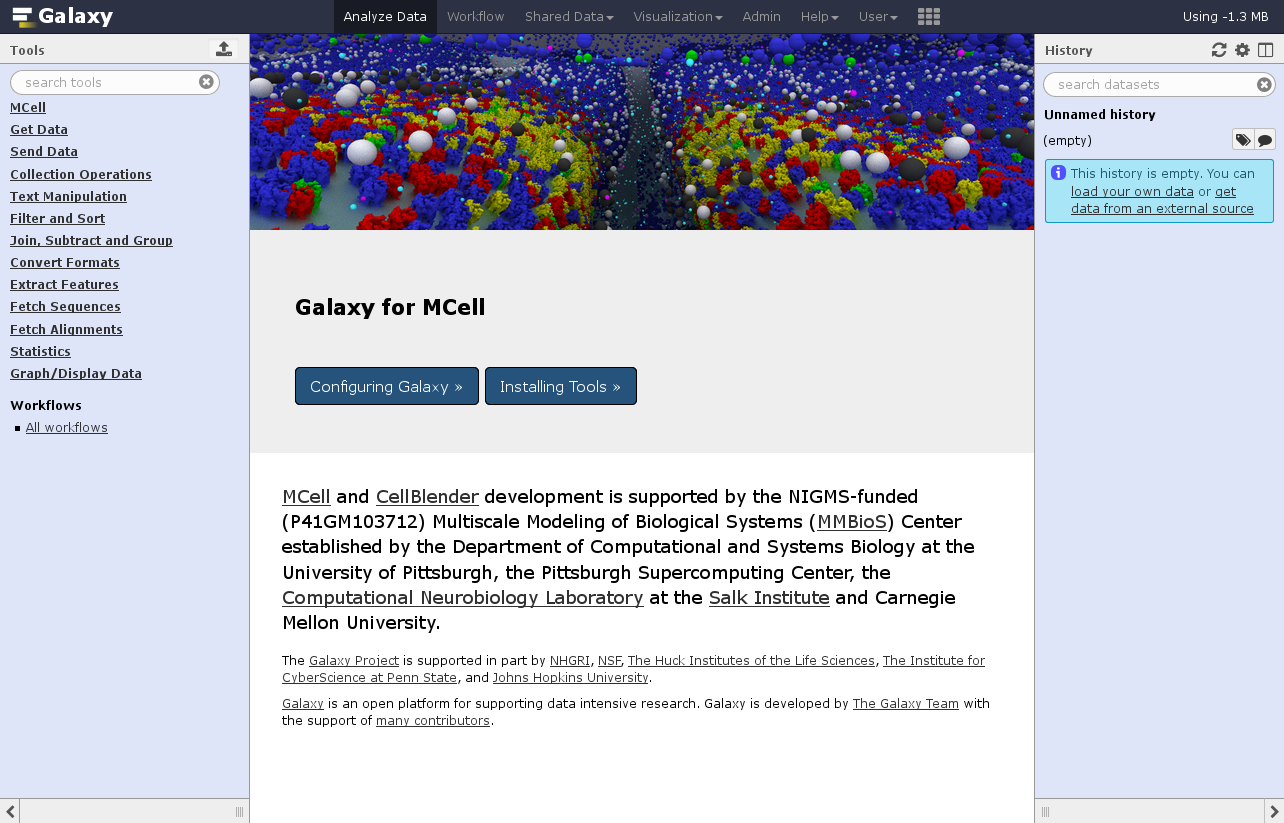 Galaxy
Analyze Data Workflow Shared Data Visualization Admin Help User Using -1.3 MB
Tools
search tools
MCell
Get Data
Send Data
Collection Operations
Text Manipulation
Filter and Sort
Join, Subtract and Group
Convert Formats
Extract Features
Fetch Sequences
Fetch Alignments
Statistics
Graph/Display Data
Workflows
All workflows
Galaxy for MCell
Configuring Galaxy »
Installing Tools »
MCell and CellBlender development is supported by the NIGMS-funded
(P41GM103712) Multiscale Modeling of Biological Systems (MMBioS) Center
established by the Department of Computational and Systems Biology at the
University of Pittsburgh, the Pittsburgh Supercomputing Center, the
Computational Neurobiology Laboratory at the Salk Institute and Carnegie
Mellon University.
The Galaxy Project is supported in part by NHGRI, NSF, The Huck Institutes of the Life Sciences, The Institute for
CyberScience at Penn State, and Johns Hopkins University.
Galaxy is an open platform for supporting data intensive research. Galaxy is developed by The Galaxy Team with
the support of many contributors.
History
search datasets
Unnamed history
(empty)
This history is empty. You can
load your own data or get
data from an external source